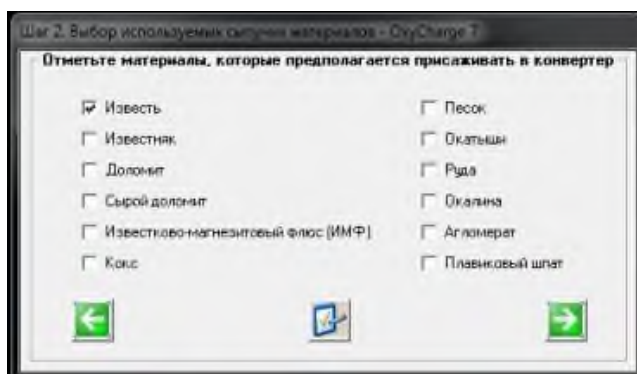 Шаг 2. Выбор используемых сыпучих материалов - OxyCharge 7
Отметьте материалы, которые предполагается присаживать в конвертер
Известь
Известняк
Доломит
Сырой доломит
Известково-магнезитовый флюс (ИМФ)
Кокс
Песок
Окатыши
Руда
Окалина
Агломерат
Плавиковый шпат